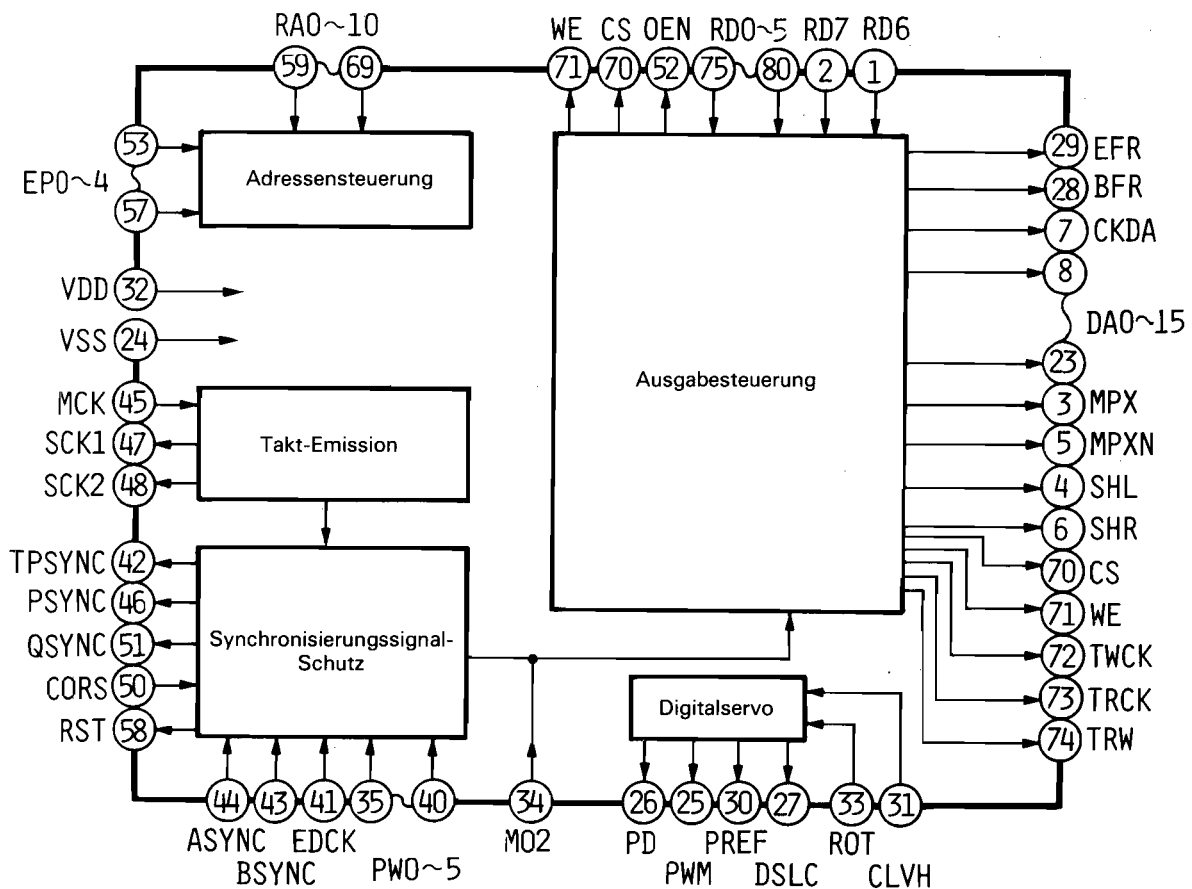 RA0~10 WE CS OEN RD0~5 RD7 RD6
59 69 71 70 52 75 80 2 1
53
EP0~4
57
Adressensteuerung
VDD 32
VSS 24
MCK 45
SCK1 47
SCK2 48
Takt-Emission
TPSYNC 42
PSYNC 46
QSYNC 51
CORS 50
RST 58
Synchronisierungssignal-
Schutz
Ausgabesteuerung
Digitalservo
29 EFR
28 BFR
7 CKDA
8
DA0~15
23
3 MPX
5 MPXN
4 SHL
6 SHR
70 CS
71 WE
72 TWCK
73 TRCK
74 TRW
44 43 41 35 40 34 26 25 30 27 33 31
ASYNC EDCK MO2 PD PREF ROT
BSYNC PW0~5 PWM DSLC CLVH